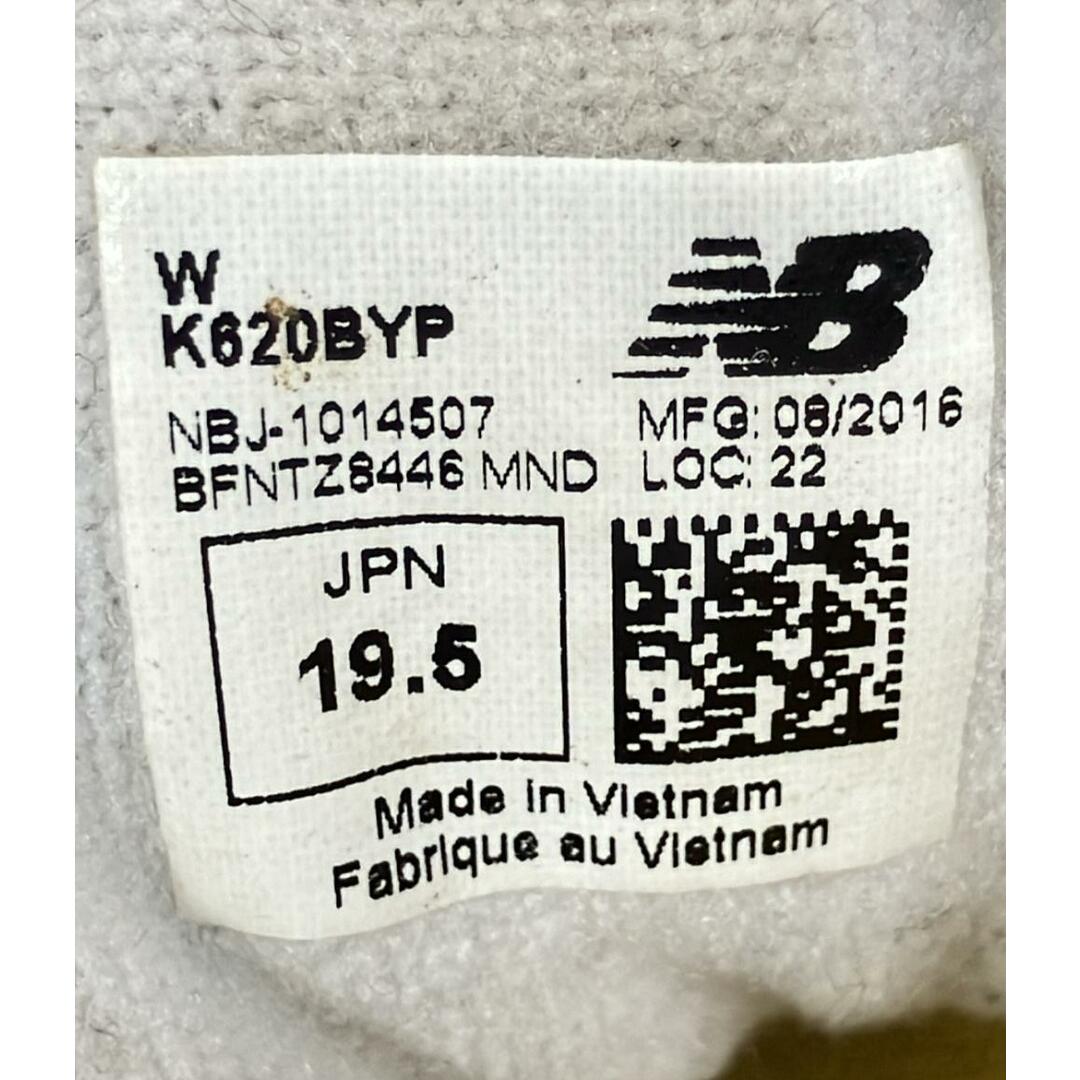 W
K620BYP
NB
NBJ-1014507
MFG: 08/2016
BFNTZ8446 MND
LOC: 22
JPN
19.5
Made in Vietnam
Fabrique au Vietnam